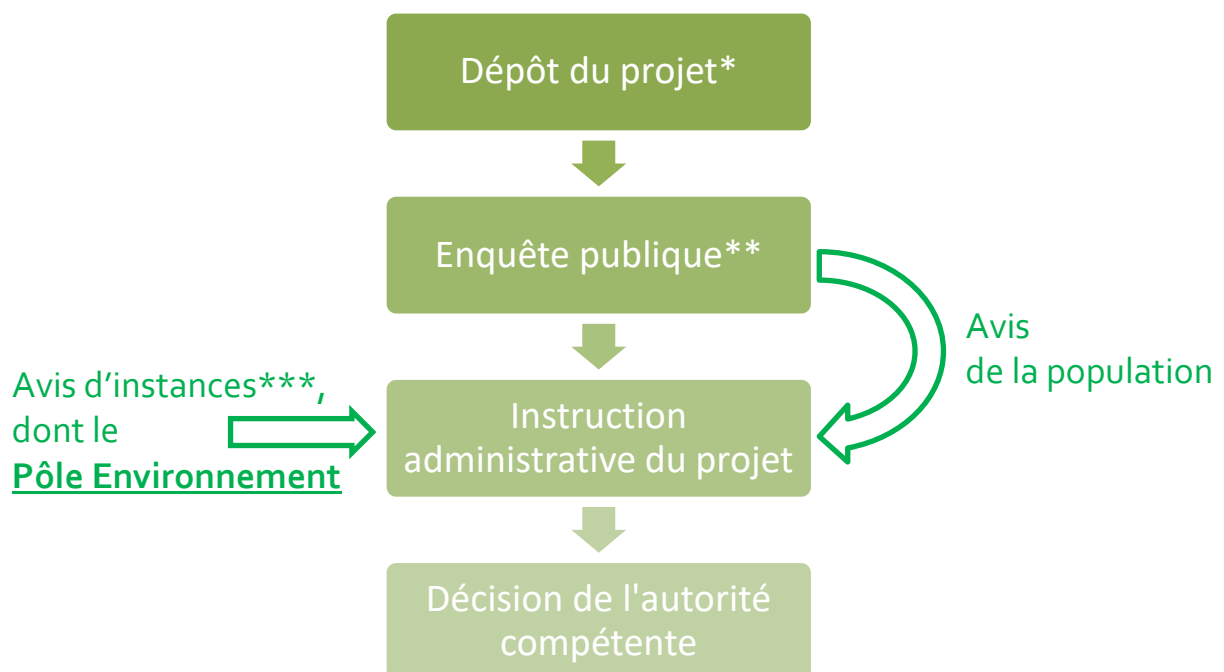 Dépôt du projet*
Enquête publique**
Avis
de la population
Avis d’instances***,
dont le
Pôle Environnement
Instruction
administrative du projet
Décision de l'autorité
compétente